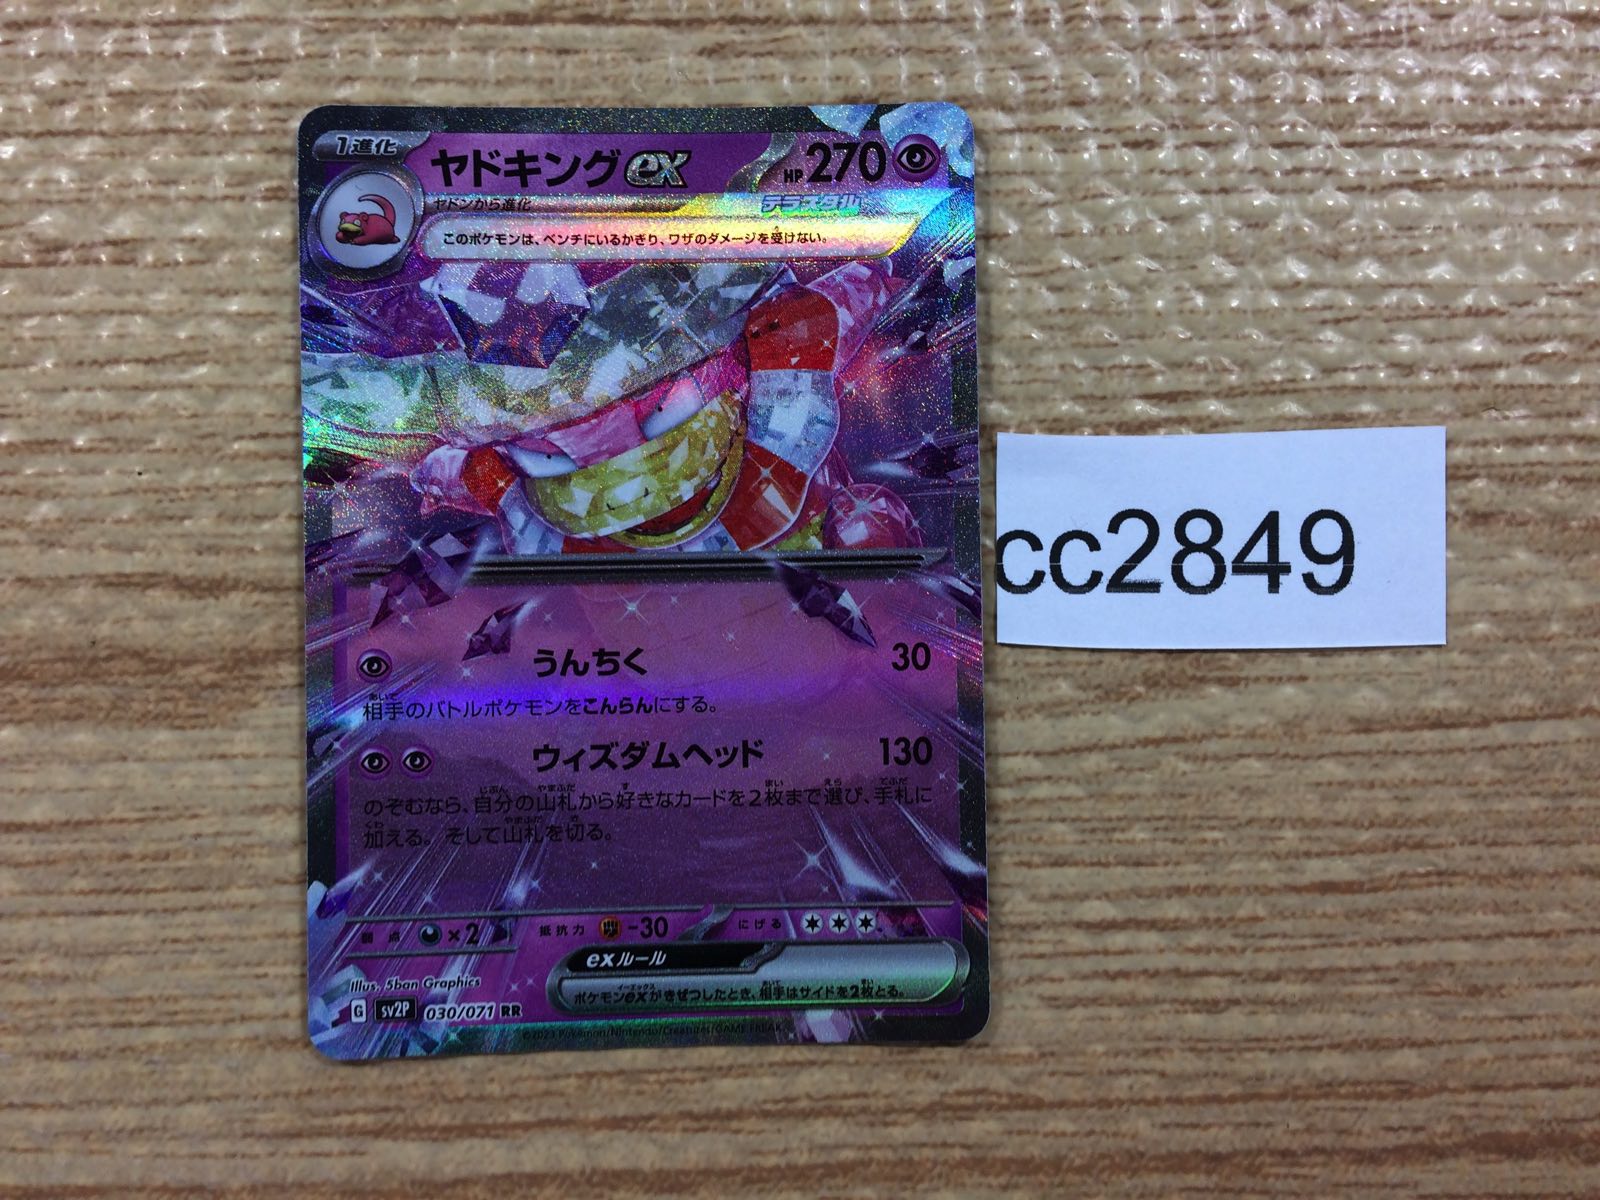 1進化
ヤドキングex
HP270
ヤドンから進化
テラスタル
このポケモンは、ベンチにいるかぎり、ワザのダメージを受けない。
cc2849
うんちく 30
相手のバトルポケモンをこんらんにする。
ウィズダムヘッド 130
のぞむなら、自分の山札から好きなカードを2枚まで選び、手札に
加える。そして山札を切る。
弱点 ×2 抵抗力 -30 にげる
exルール
ポケモンexがきぜつしたとき、相手はサイドを2枚とる。
Illus. 5ban Graphics
G sv2P 030/071 RR
©2023 Pokémon/Nintendo/Creatures/GAME FREAK